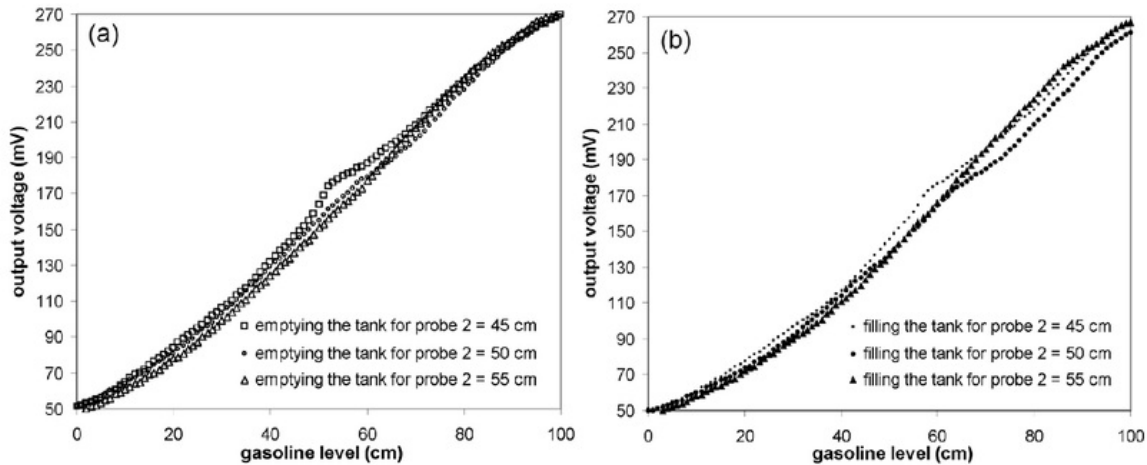 (a)
270
250
230
210
190
170
150
130
110
90
70
50
output voltage (mV)
emptying the tank for probe 2 = 45 cm
emptying the tank for probe 2 = 50 cm
emptying the tank for probe 2 = 55 cm
0 20 40 60 80 100
gasoline level (cm)
(b)
270
250
230
210
190
170
150
130
110
90
70
50
output voltage (mV)
filling the tank for probe 2 = 45 cm
filling the tank for probe 2 = 50 cm
filling the tank for probe 2 = 55 cm
0 20 40 60 80 100
gasoline level (cm)